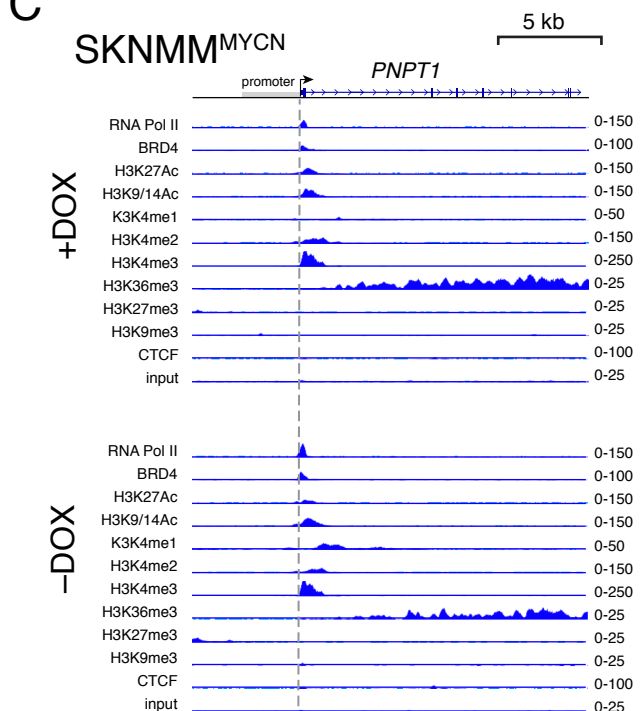 C
5 kb
SKNMMMYCN
PNPT1
promoter
+DOX
RNA Pol II 0-150
BRD4 0-100
H3K27Ac 0-150
H3K9/14Ac 0-150
K3K4me1 0-50
H3K4me2 0-150
H3K4me3 0-250
H3K36me3 0-25
H3K27me3 0-25
H3K9me3 0-25
CTCF 0-100
input 0-25
–DOX
RNA Pol II 0-150
BRD4 0-100
H3K27Ac 0-150
H3K9/14Ac 0-150
K3K4me1 0-50
H3K4me2 0-150
H3K4me3 0-250
H3K36me3 0-25
H3K27me3 0-25
H3K9me3 0-25
CTCF 0-100
input 0-25